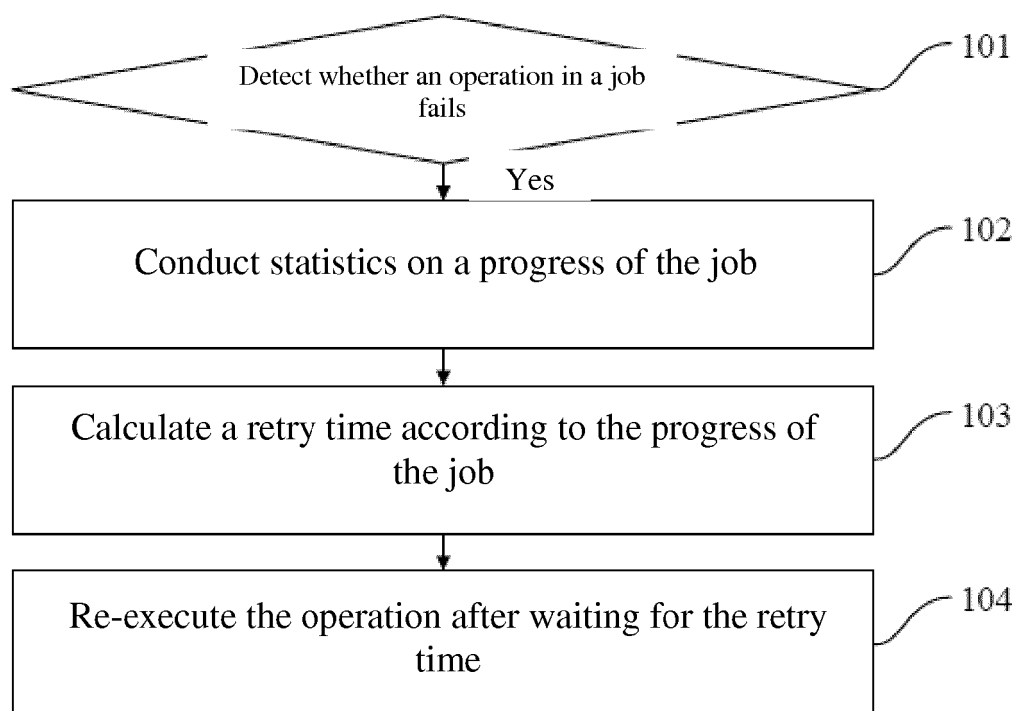 Detect whether an operation in a job
fails
101
Yes
Conduct statistics on a progress of the job
102
Calculate a retry time according to the progress of
the job
103
Re-execute the operation after waiting for the retry
time
104